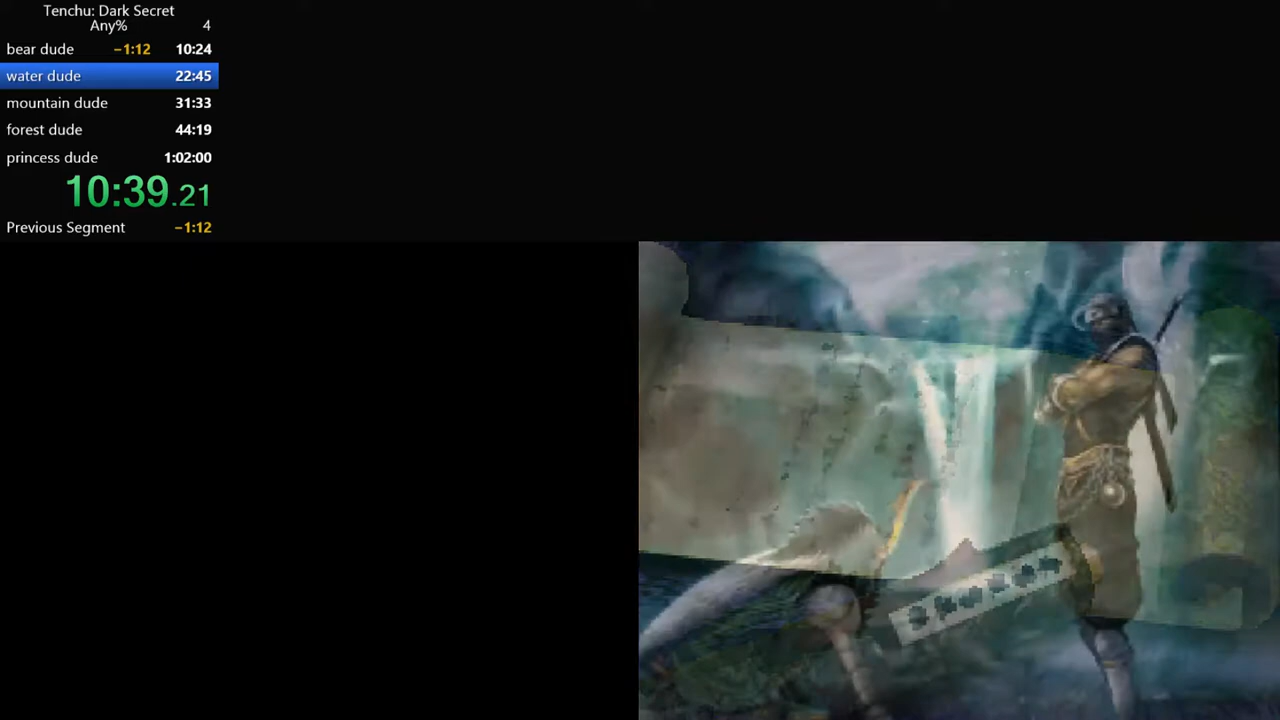 Tenchu: Dark Secret
Any% 4
bear dude −1:12 10:24
water dude 22:45
mountain dude 31:33
forest dude 44:19
princess dude 1:02:00
10:39.21
Previous Segment −1:12